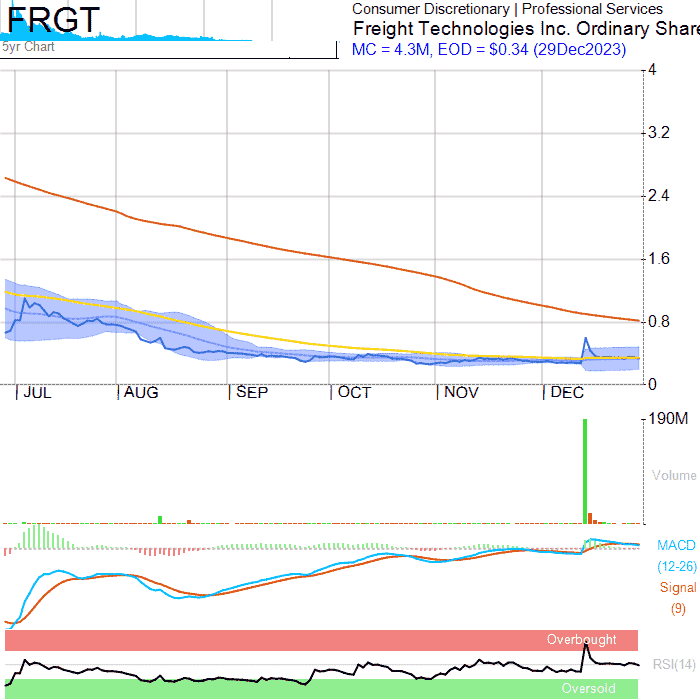 FRGT
Consumer Discretionary | Professional Services
Freight Technologies Inc. Ordinary Share
5yr Chart
MC = 4.3M, EOD = $0.34 (29Dec2023)
4
3.2
2.4
1.6
0.8
0
JUL AUG SEP OCT NOV DEC
190M
Volume
MACD
(12-26)
Signal
(9)
Overbought
RSI(14)
Oversold